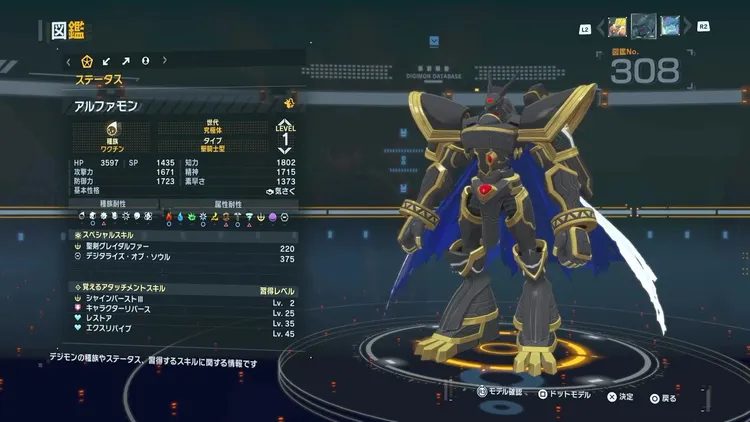 図鑑
L2
R2
ステータス
DIGIMON DATABASE
図鑑No.
308
アルファモン
種族
ワクチン
世代
究極体
タイプ
聖騎士型
LEVEL
1
HP 3597 SP 1435 知力 1802
攻撃力 1671 精神 1715
防御力 1723 素早さ 1373
基本性格 気さく
種族耐性 属性耐性
スペシャルスキル
聖剣グレイダルファー 220
デジタライズ・オブ・ソウル 375
覚えるアタッチメントスキル 習得レベル
シャインバーストⅢ Lv. 2
キャラクターリバース Lv. 25
レストア Lv. 35
エクスリバイブ Lv. 45
デジモンの種族やステータス、習得するスキルに関する情報です
R3 モデル確認 ドットモデル 決定 戻る